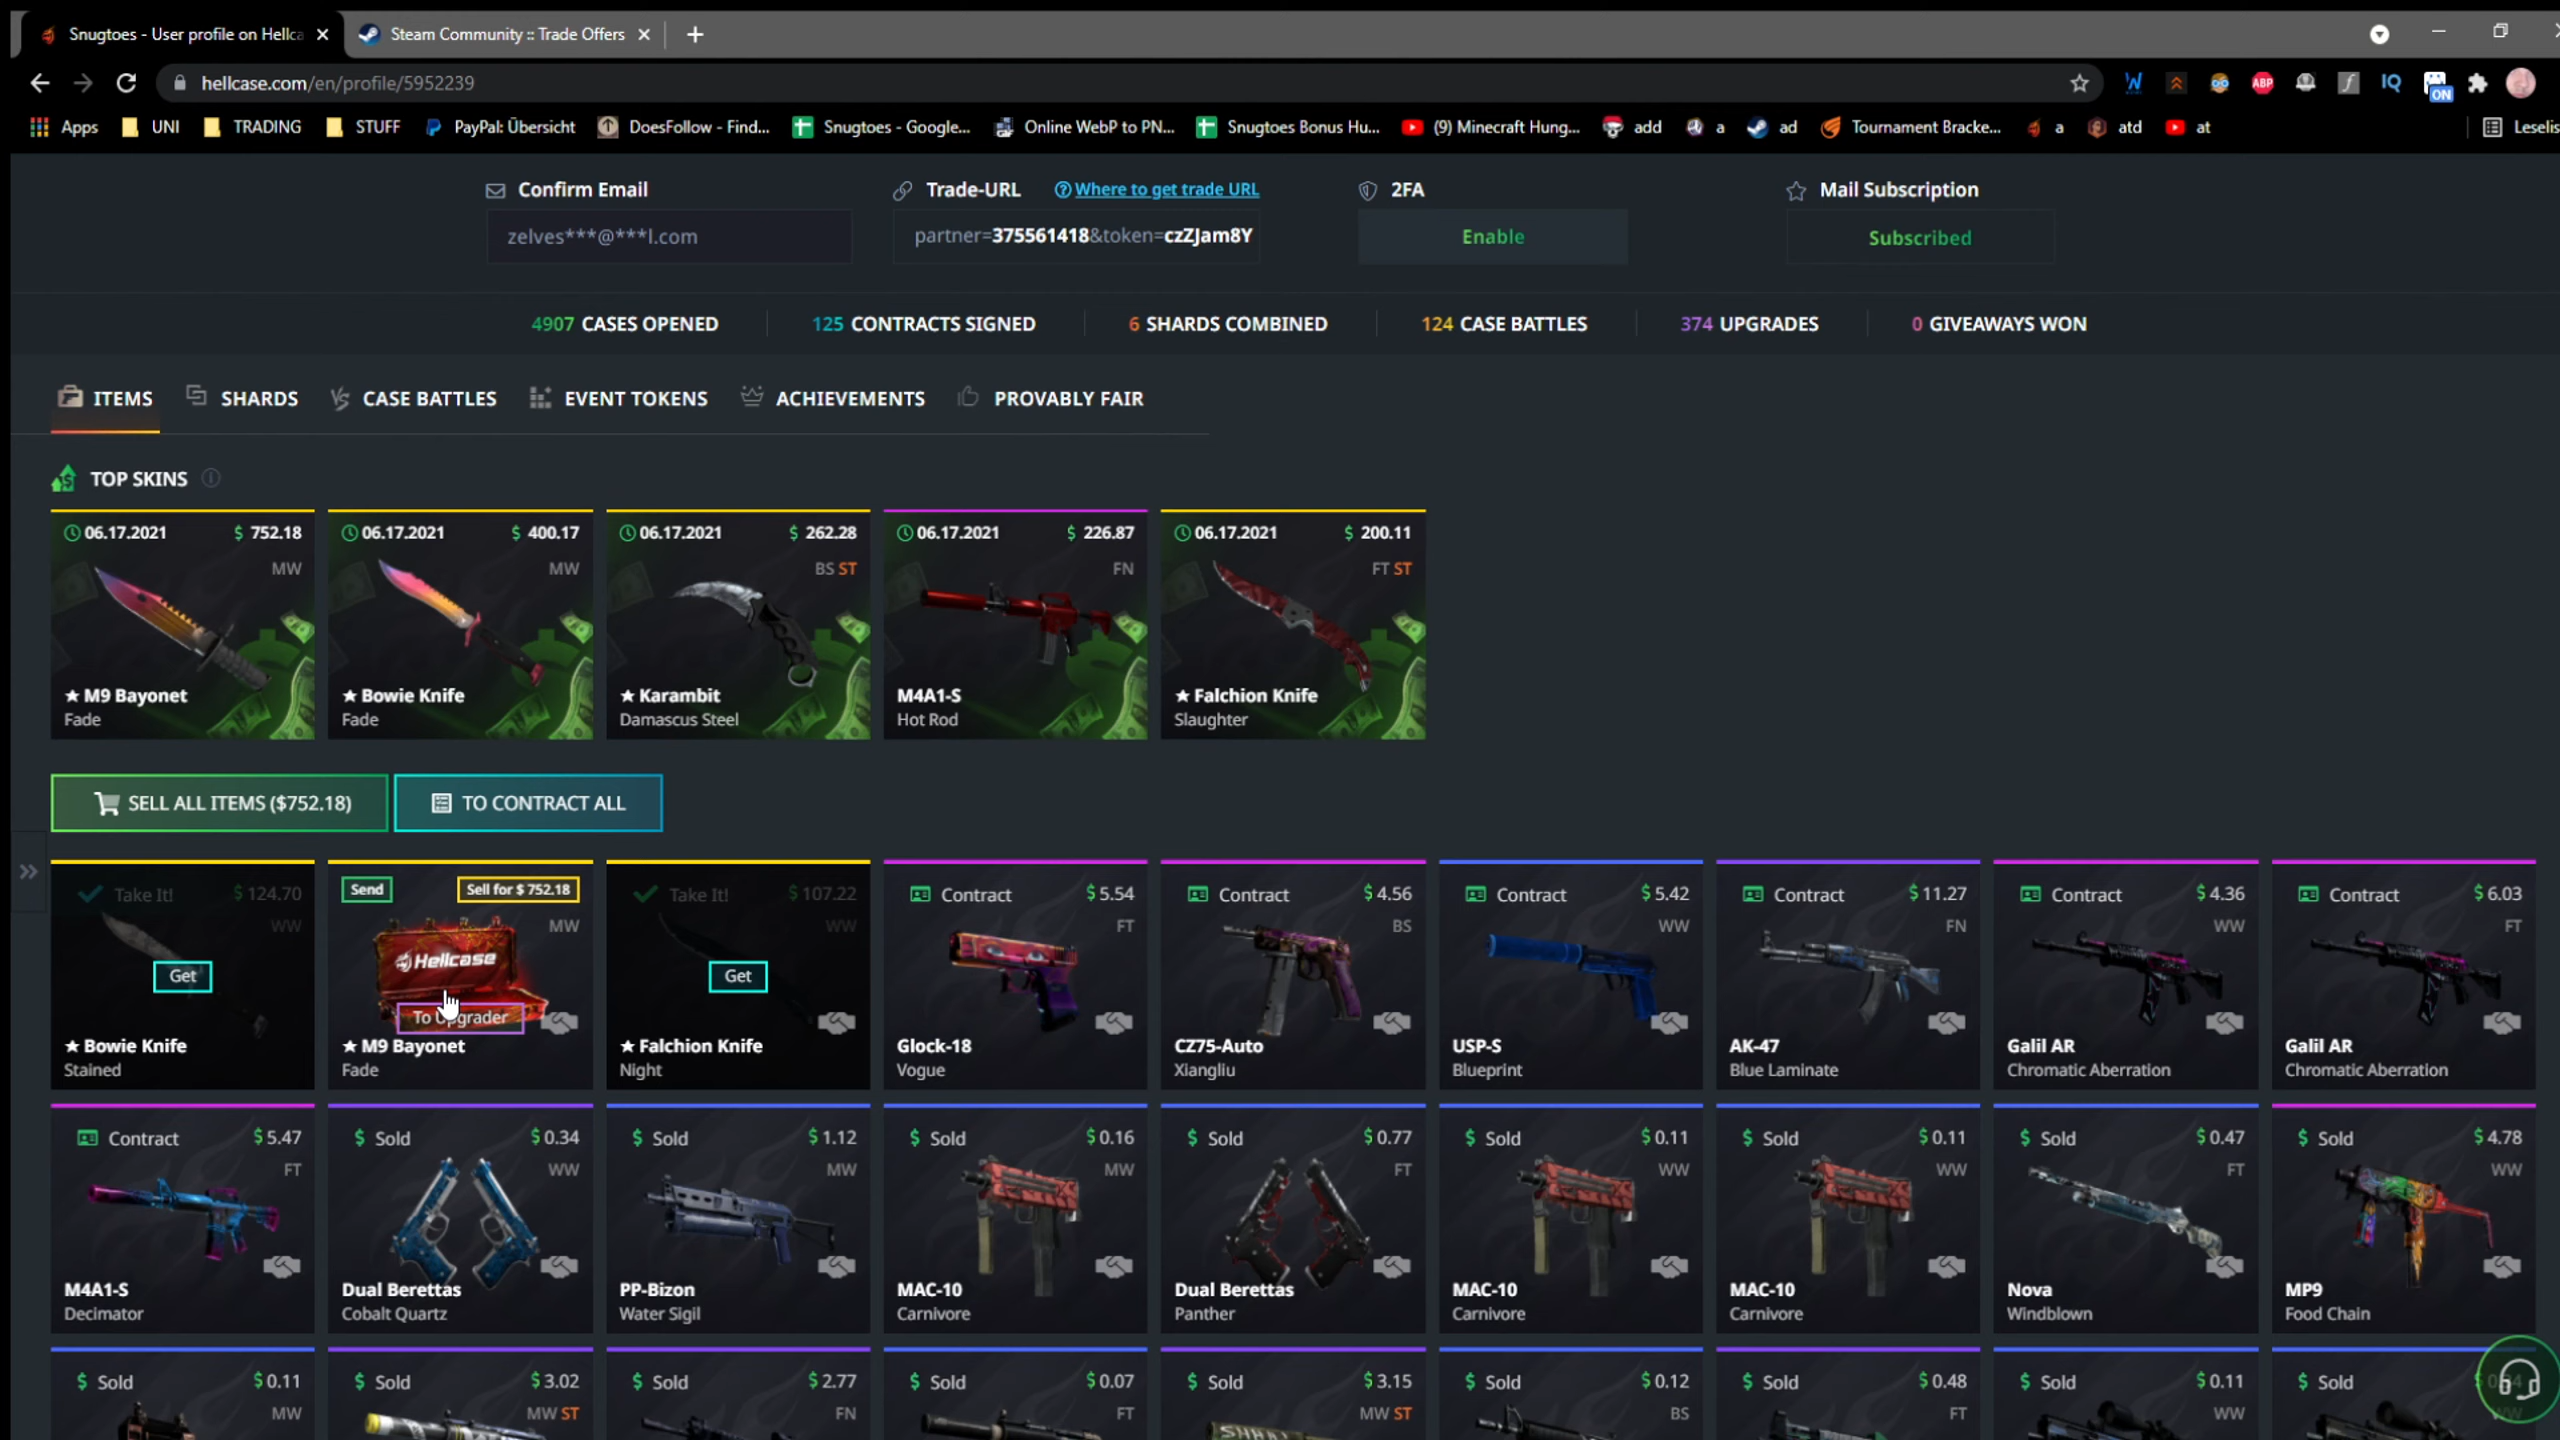 Snugtoes - User profile on Hellca
Steam Community :: Trade Offers
hellcase.com/en/profile/5952239
ABP
IQ
ON
Apps
UNI
TRADING
STUFF
PayPal: Übersicht
DoesFollow - Find...
Snugtoes - Google...
Online WebP to PN...
Snugtoes Bonus Hu...
(9) Minecraft Hung...
add
a
ad
Tournament Bracke...
a
atd
at
Leselis
Confirm Email
Trade-URL
Where to get trade URL
2FA
Mail Subscription
zelves***@***l.com
partner=375561418&token=czZJam8Y
Enable
Subscribed
4907 CASES OPENED
125 CONTRACTS SIGNED
6 SHARDS COMBINED
124 CASE BATTLES
374 UPGRADES
0 GIVEAWAYS WON
ITEMS
SHARDS
CASE BATTLES
EVENT TOKENS
ACHIEVEMENTS
PROVABLY FAIR
TOP SKINS
06.17.2021 $ 752.18
MW
★ M9 Bayonet
Fade
06.17.2021 $ 400.17
MW
★ Bowie Knife
Fade
06.17.2021 $ 262.28
BS ST
★ Karambit
Damascus Steel
06.17.2021 $ 226.87
FN
M4A1-S
Hot Rod
06.17.2021 $ 200.11
FT ST
★ Falchion Knife
Slaughter
SELL ALL ITEMS ($752.18)
TO CONTRACT ALL
Take It! $ 124.70
WW
Get
★ Bowie Knife
Stained
Send
Sell for $ 752.18
MW
Hellcase
To Upgrader
★ M9 Bayonet
Fade
Take It! $ 107.22
WW
Get
★ Falchion Knife
Night
Contract $ 5.54
FT
Glock-18
Vogue
Contract $ 4.56
BS
CZ75-Auto
Xiangliu
Contract $ 5.42
WW
USP-S
Blueprint
Contract $ 11.27
FN
AK-47
Blue Laminate
Contract $ 4.36
WW
Galil AR
Chromatic Aberration
Contract $ 6.03
FT
Galil AR
Chromatic Aberration
Contract $ 5.47
FT
M4A1-S
Decimator
$ Sold $ 0.34
WW
Dual Berettas
Cobalt Quartz
$ Sold $ 1.12
MW
PP-Bizon
Water Sigil
$ Sold $ 0.16
MW
MAC-10
Carnivore
$ Sold $ 0.77
FT
Dual Berettas
Panther
$ Sold $ 0.11
WW
MAC-10
Carnivore
$ Sold $ 0.11
WW
MAC-10
Carnivore
$ Sold $ 0.47
FT
Nova
Windblown
$ Sold $ 4.78
WW
MP9
Food Chain
$ Sold $ 0.11
MW
$ Sold $ 3.02
MW ST
$ Sold $ 2.77
FN
$ Sold $ 0.07
FT
$ Sold $ 3.15
MW ST
$ Sold $ 0.12
BS
$ Sold $ 0.48
FT
$ Sold $ 0.11
WW
$ Sold